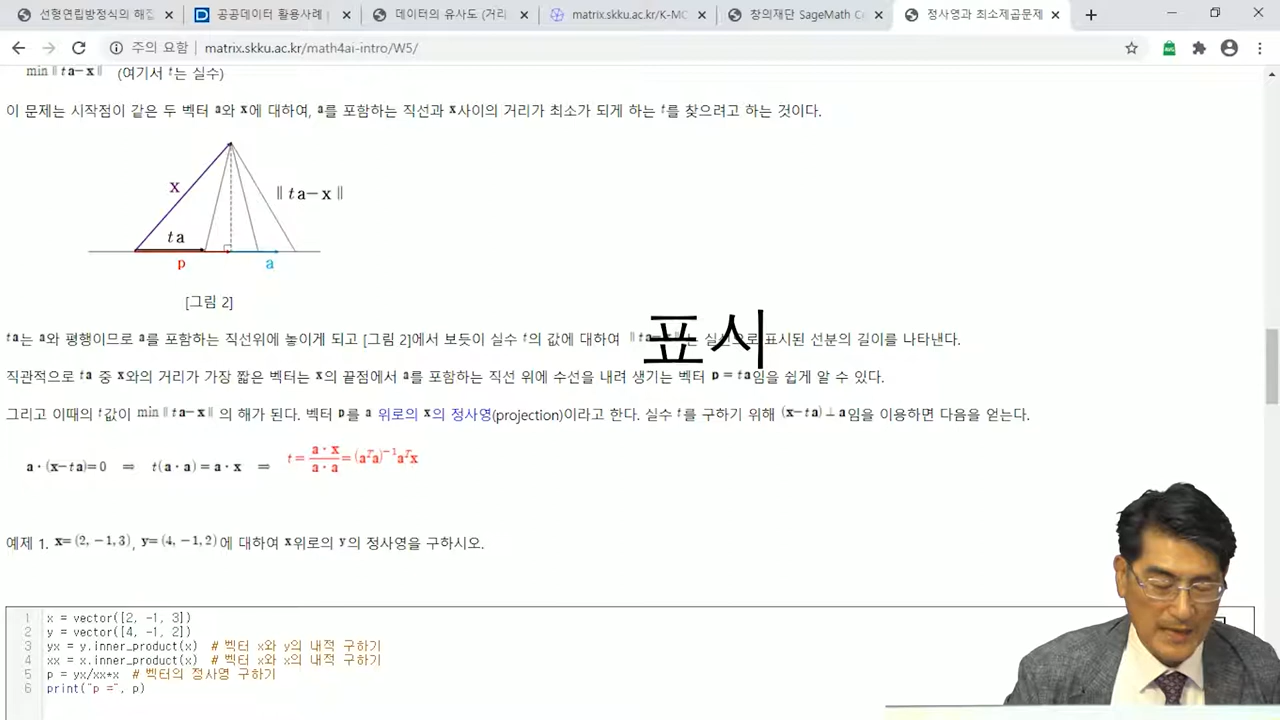 선형연립방정식의 해집
공공데이터 활용사례 |
데이터의 유사도 (거리
matrix.skku.ac.kr/K-MC
창의재단 SageMath C
정사영과 최소제곱문제
주의 요함
matrix.skku.ac.kr/math4ai-intro/W5/
min‖ta−x‖ (여기서 t는 실수)
이 문제는 시작점이 같은 두 벡터 a와 x에 대하여, a를 포함하는 직선과 x사이의 거리가 최소가 되게 하는 t를 찾으려고 하는 것이다.
x
‖ta−x‖
ta
p
a
[그림 2]
표시
ta는 a와 평행이므로 a를 포함하는 직선위에 놓이게 되고 [그림 2]에서 보듯이 실수 t의 값에 대하여 는 실선으로 표시된 선분의 길이를 나타낸다.
직관적으로 ta 중 x와의 거리가 가장 짧은 벡터는 x의 끝점에서 a를 포함하는 직선 위에 수선을 내려 생기는 벡터 p = ta임을 쉽게 알 수 있다.
그리고 이때의 t값이 min‖ta−x‖ 의 해가 된다. 벡터 p를 a 위로의 x의 정사영(projection)이라고 한다. 실수 t를 구하기 위해 (x−ta)⊥a임을 이용하면 다음을 얻는다.
a·(x−ta)=0 ⇒ t(a·a)=a·x ⇒ t=a·x/a·a=(aᵀa)⁻¹aᵀx
예제 1. x=(2,−1,3), y=(4,−1,2)에 대하여 x위로의 y의 정사영을 구하시오.
1 x = vector([2, -1, 3])
2 y = vector([4, -1, 2])
3 yx = y.inner_product(x) # 벡터 x와 y의 내적 구하기
4 xx = x.inner_product(x) # 벡터 x와 x의 내적 구하기
5 p = yx/xx*x # 벡터의 정사영 구하기
6 print("p =", p)